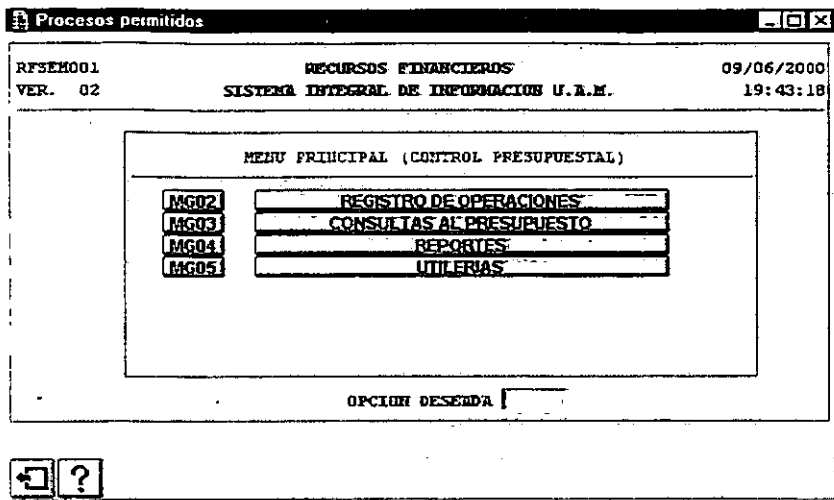 Procesos permitidos
RFSEM001 RECURSOS FINANCIEROS 09/06/2000
VER. 02 SISTEMA INTEGRAL DE INFORMACION U.A.M. 19:43:18
MENU PRINCIPAL (CONTROL PRESUPUESTAL)
MG02 REGISTRO DE OPERACIONES
MG03 CONSULTAS AL PRESUPUESTO
MG04 REPORTES
MG05 UTILERIAS
OPCION DESEADA
?